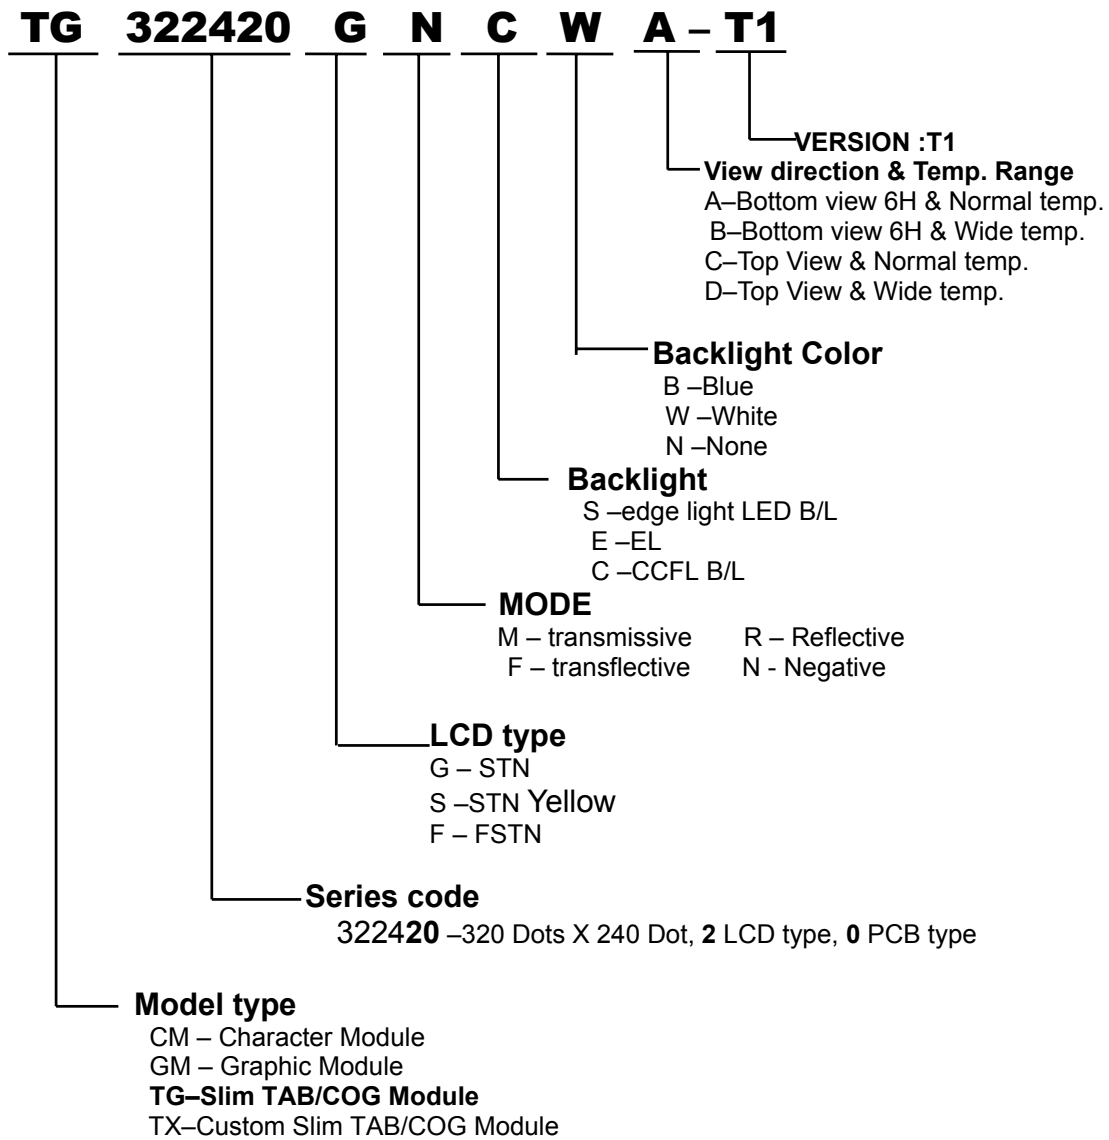 TG 322420 G N C W A – T1
VERSION :T1
View direction & Temp. Range
A–Bottom view 6H & Normal temp.
B–Bottom view 6H & Wide temp.
C–Top View & Normal temp.
D–Top View & Wide temp.
Backlight Color
B –Blue
W –White
N –None
Backlight
S –edge light LED B/L
E –EL
C –CCFL B/L
MODE
M – transmissive R – Reflective
F – transflective N - Negative
LCD type
G – STN
S –STN Yellow
F – FSTN
Series code
322420 –320 Dots X 240 Dot, 2 LCD type, 0 PCB type
Model type
CM – Character Module
GM – Graphic Module
TG–Slim TAB/COG Module
TX–Custom Slim TAB/COG Module